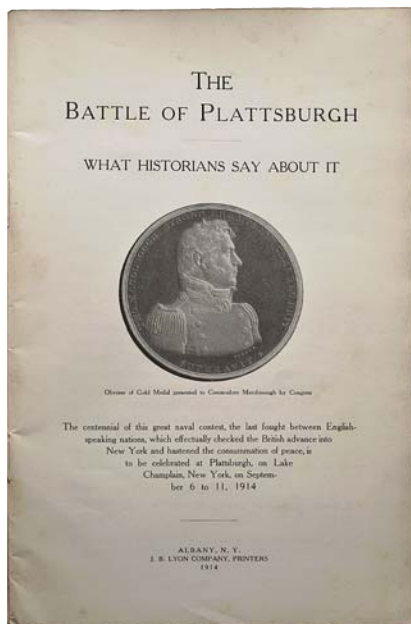 THE
BATTLE OF PLATTSBURGH
WHAT HISTORIANS SAY ABOUT IT
Obverse of Gold Medal presented to Commodore Macdonough by Congress
The centennial of this great naval contest, the last fought between English-
speaking nations, which effectually checked the British advance into
New York and hastened the consummation of peace, is
to be celebrated at Plattsburgh, on Lake
Champlain, New York, on Septem-
ber 6 to 11, 1914
ALBANY, N. Y.
J. B. LYON COMPANY, PRINTERS
1914